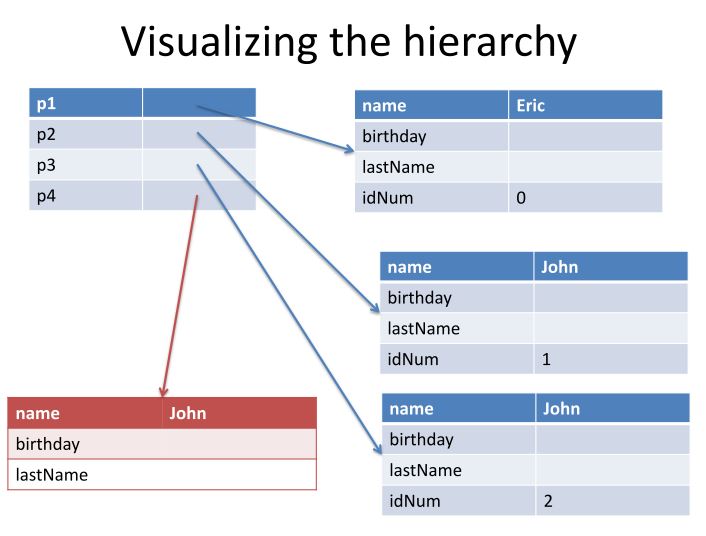 Visualizing the hierarchy
p1
p2
p3
p4
name Eric
birthday
lastName
idNum 0
name John
birthday
lastName
idNum 1
name John
birthday
lastName
name John
birthday
lastName
idNum 2